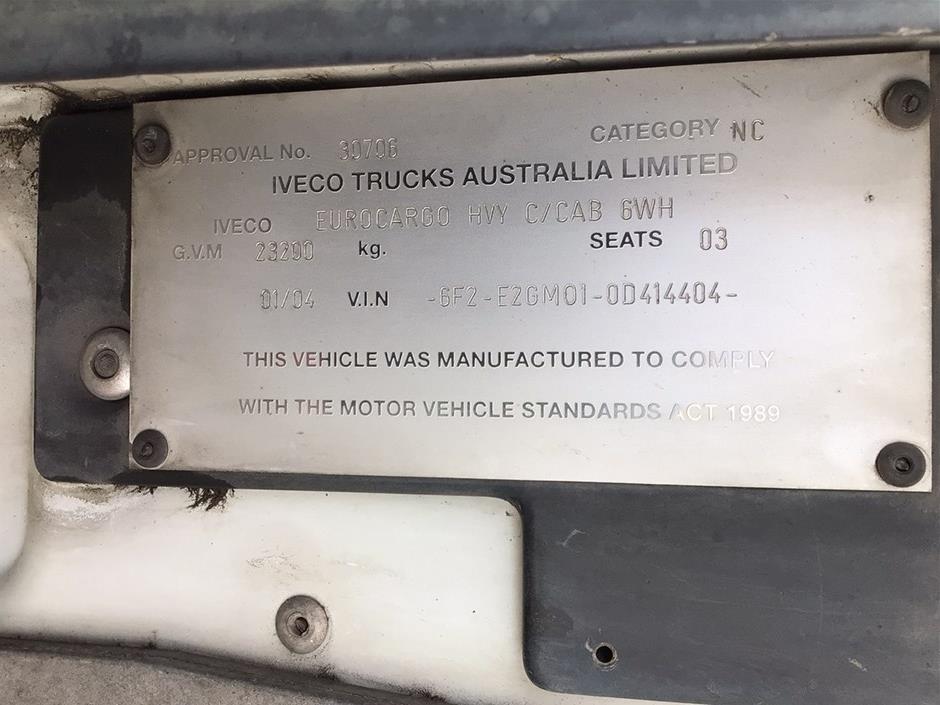 APPROVAL No. 30706 CATEGORY NC
IVECO TRUCKS AUSTRALIA LIMITED
IVECO EUROCARGO HVY C/CAB 6WH
G.V.M 23200 kg. SEATS 03
01/04 V.I.N -6F2-E2GM01-0D414404-
THIS VEHICLE WAS MANUFACTURED TO COMPLY
WITH THE MOTOR VEHICLE STANDARDS ACT 1989